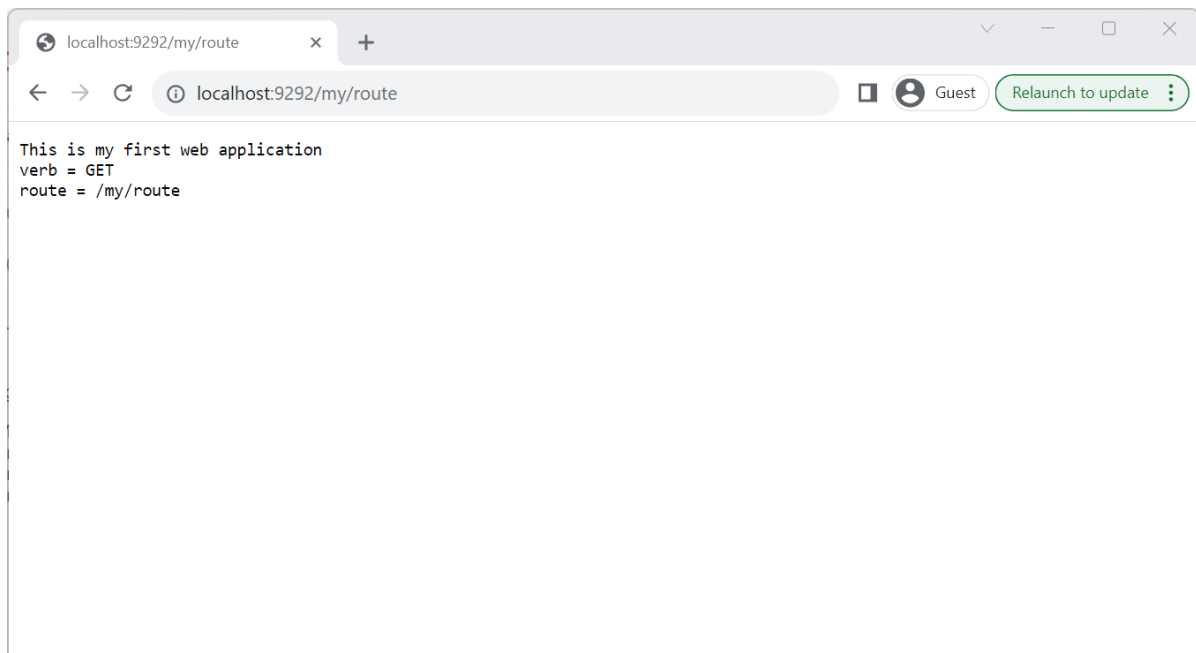 localhost:9292/my/route
localhost:9292/my/route
Guest
Relaunch to update
This is my first web application
verb = GET
route = /my/route